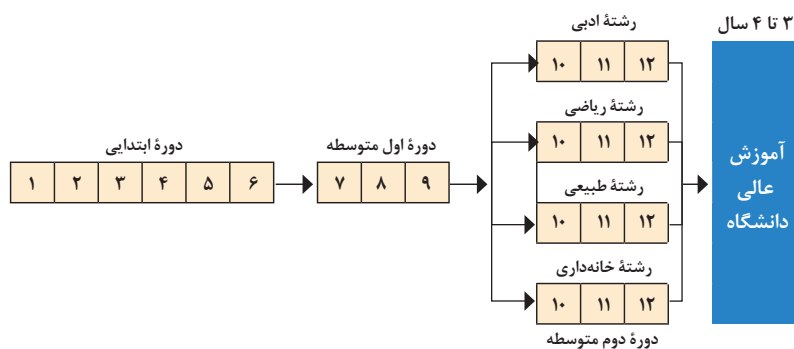 دورهٔ ابتدایی
۱ ۲ ۳ ۴ ۵ ۶
دورهٔ اول متوسطه
۷ ۸ ۹
رشتهٔ ادبی
۱۰ ۱۱ ۱۲
رشتهٔ ریاضی
۱۰ ۱۱ ۱۲
رشتهٔ طبیعی
۱۰ ۱۱ ۱۲
رشتهٔ خانه‌داری
۱۰ ۱۱ ۱۲
دورهٔ دوم متوسطه
۳ تا ۴ سال
آموزش
عالی
دانشگاه